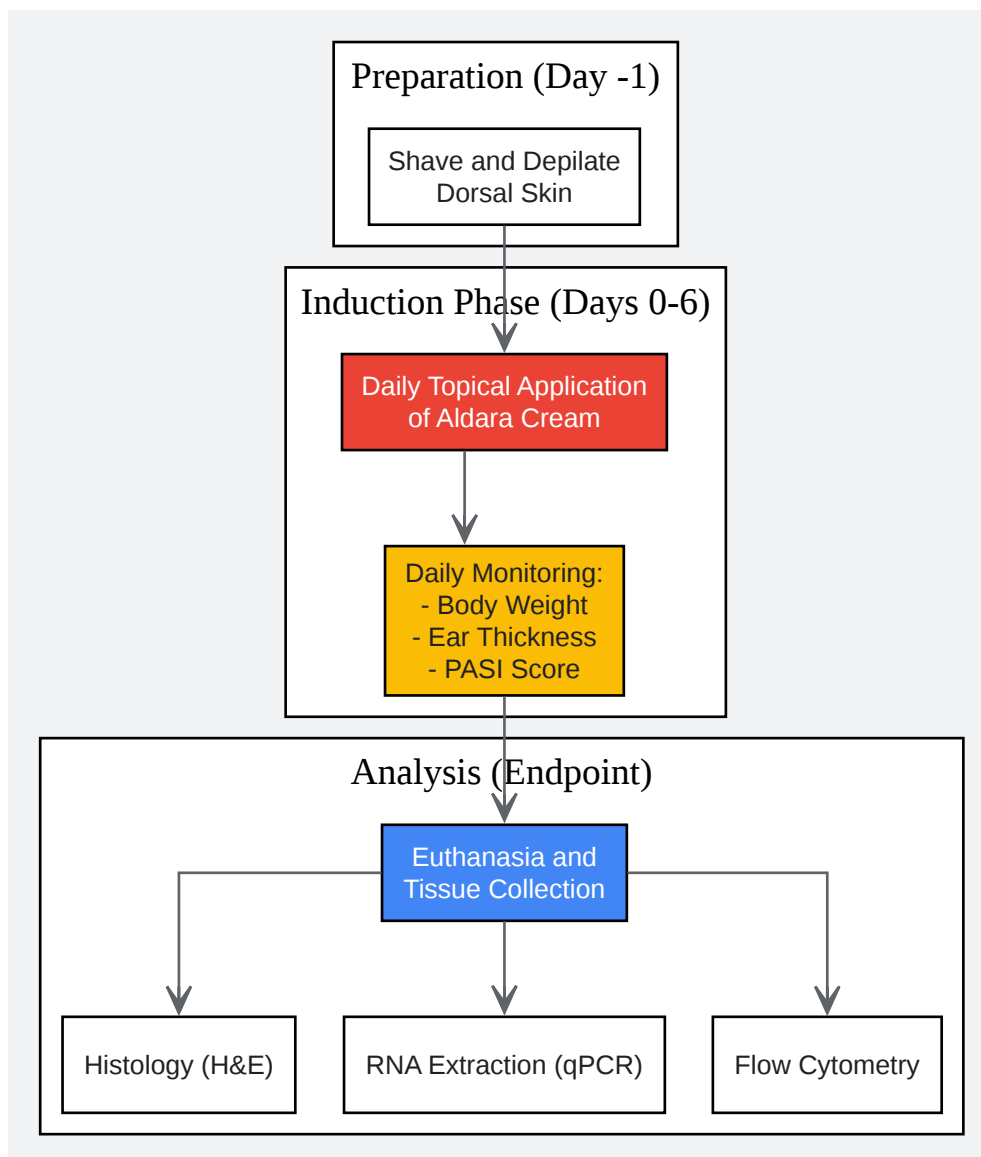 Preparation (Day -1)
Shave and Depilate
Dorsal Skin
Induction Phase (Days 0-6)
Daily Topical Application
of Aldara Cream
Daily Monitoring:
- Body Weight
- Ear Thickness
- PASI Score
Analysis (Endpoint)
Euthanasia and
Tissue Collection
Histology (H&E)
RNA Extraction (qPCR)
Flow Cytometry